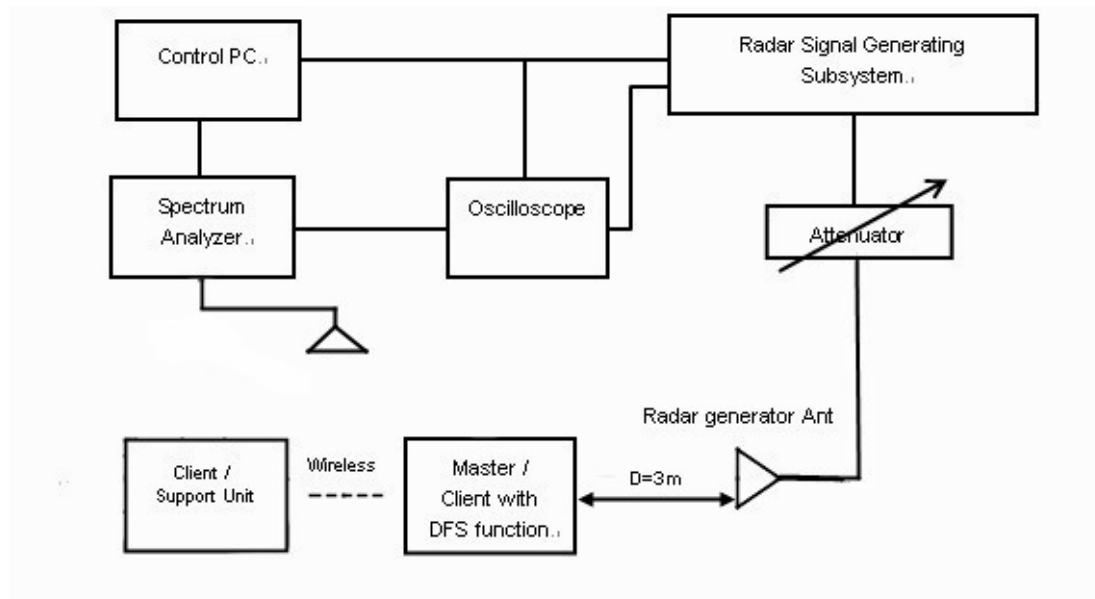 Control PC
Radar Signal Generating
Subsystem
Spectrum
Analyzer
Oscilloscope
Attenuator
Radar generator Ant
Client /
Support Unit
Wireless
Master /
Client with
DFS function
D=3m